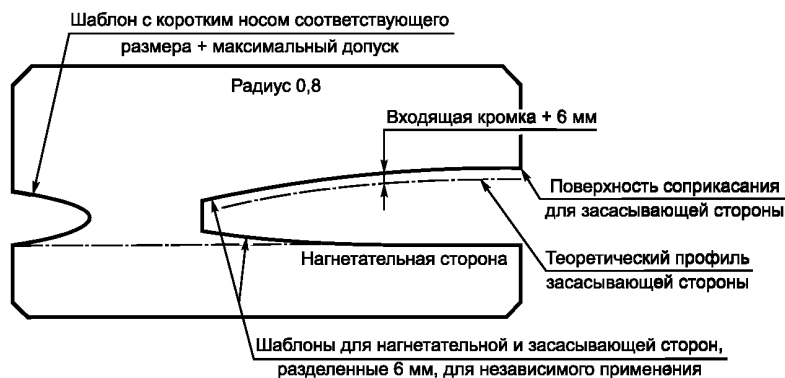 Шаблон с коротким носом соответствующего
размера + максимальный допуск
Радиус 0,8
Входящая кромка + 6 мм
Поверхность соприкасания
для засасывающей стороны
Теоретический профиль
засасывающей стороны
Нагнетательная сторона
Шаблоны для нагнетательной и засасывающей сторон,
разделенные 6 мм, для независимого применения